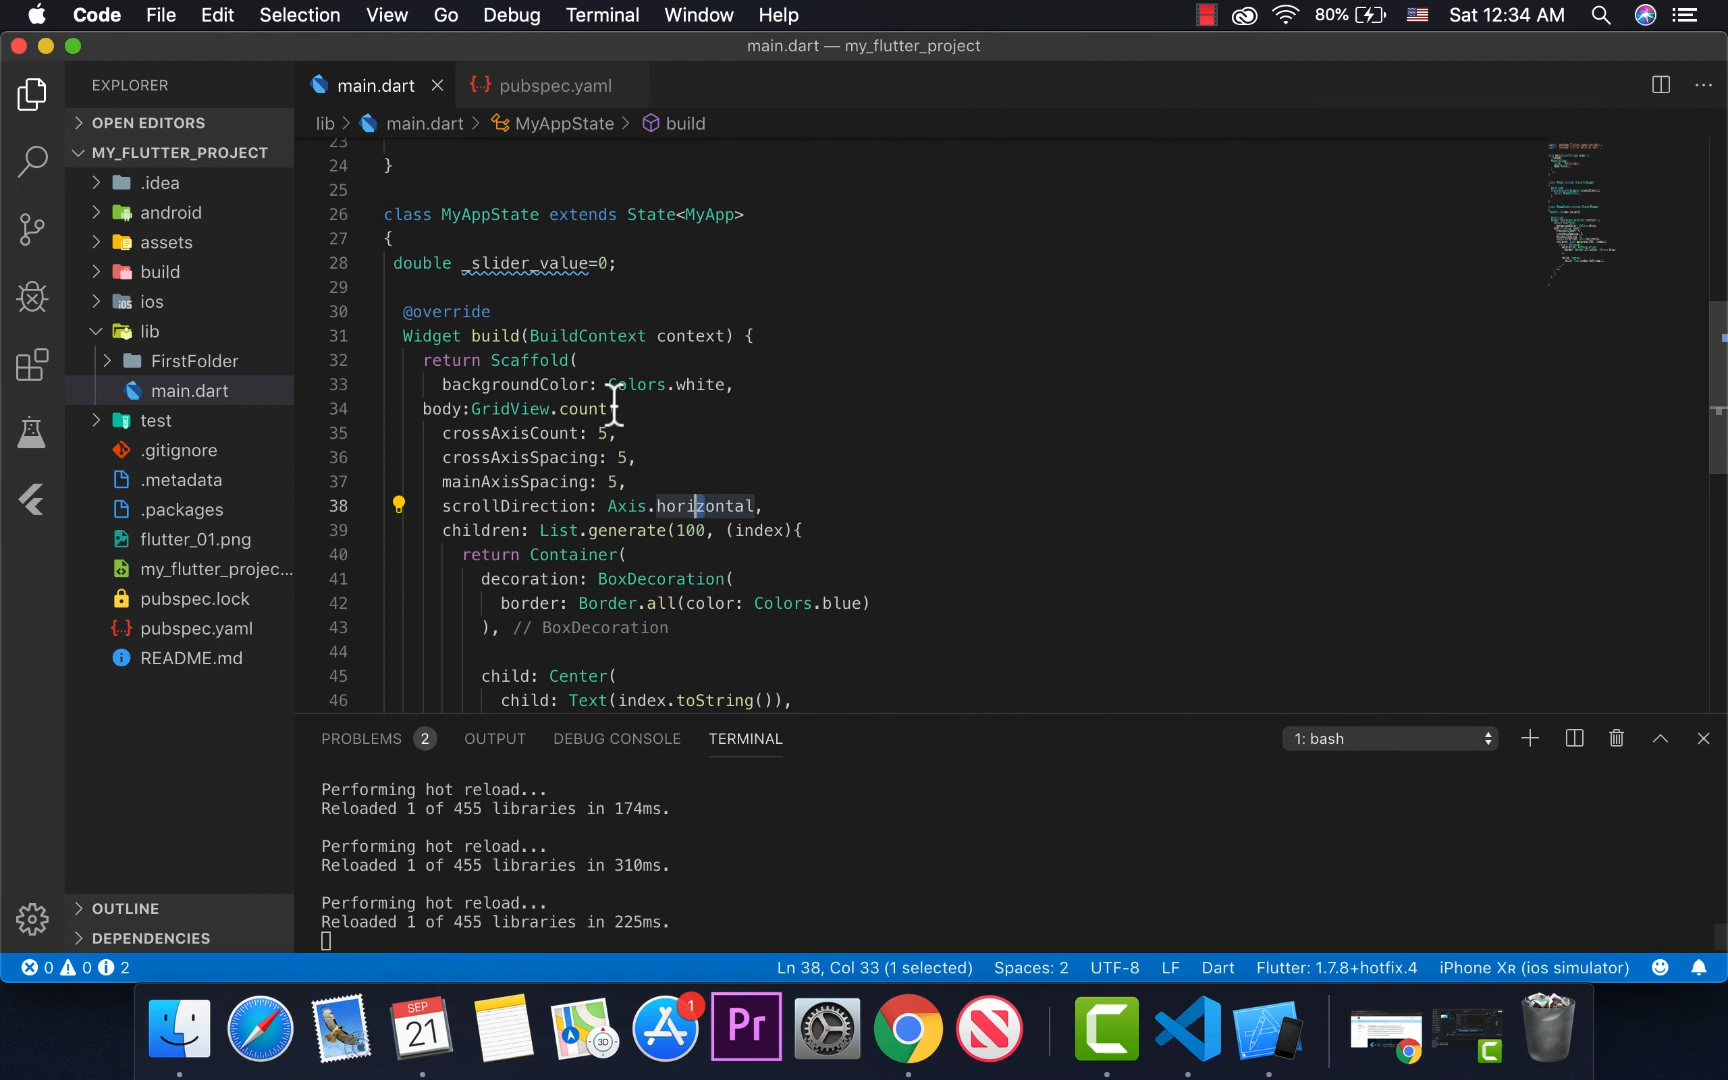 Code File Edit Selection View Go Debug Terminal Window Help 80% Sat 12:34 AM
main.dart — my_flutter_project
EXPLORER
main.dart
pubspec.yaml
lib > main.dart > MyAppState > build
OPEN EDITORS
MY_FLUTTER_PROJECT
.idea
android
assets
build
ios
lib
FirstFolder
main.dart
test
.gitignore
.metadata
.packages
flutter_01.png
my_flutter_projec...
pubspec.lock
pubspec.yaml
README.md
OUTLINE
DEPENDENCIES
23
24 }
25
26 class MyAppState extends State<MyApp>
27 {
28 double _slider_value=0;
29
30 @override
31 Widget build(BuildContext context) {
32 return Scaffold(
33 backgroundColor: Colors.white,
34 body:GridView.count
35 crossAxisCount: 5,
36 crossAxisSpacing: 5,
37 mainAxisSpacing: 5,
38 scrollDirection: Axis.horizontal,
39 children: List.generate(100, (index){
40 return Container(
41 decoration: BoxDecoration(
42 border: Border.all(color: Colors.blue)
43 ), // BoxDecoration
44
45 child: Center(
46 child: Text(index.toString()),
PROBLEMS 2 OUTPUT DEBUG CONSOLE TERMINAL 1: bash
Performing hot reload...
Reloaded 1 of 455 libraries in 174ms.
Performing hot reload...
Reloaded 1 of 455 libraries in 310ms.
Performing hot reload...
Reloaded 1 of 455 libraries in 225ms.
0 0 2 Ln 38, Col 33 (1 selected) Spaces: 2 UTF-8 LF Dart Flutter: 1.7.8+hotfix.4 iPhone XR (ios simulator)
SEP
21
3D
1
Pr